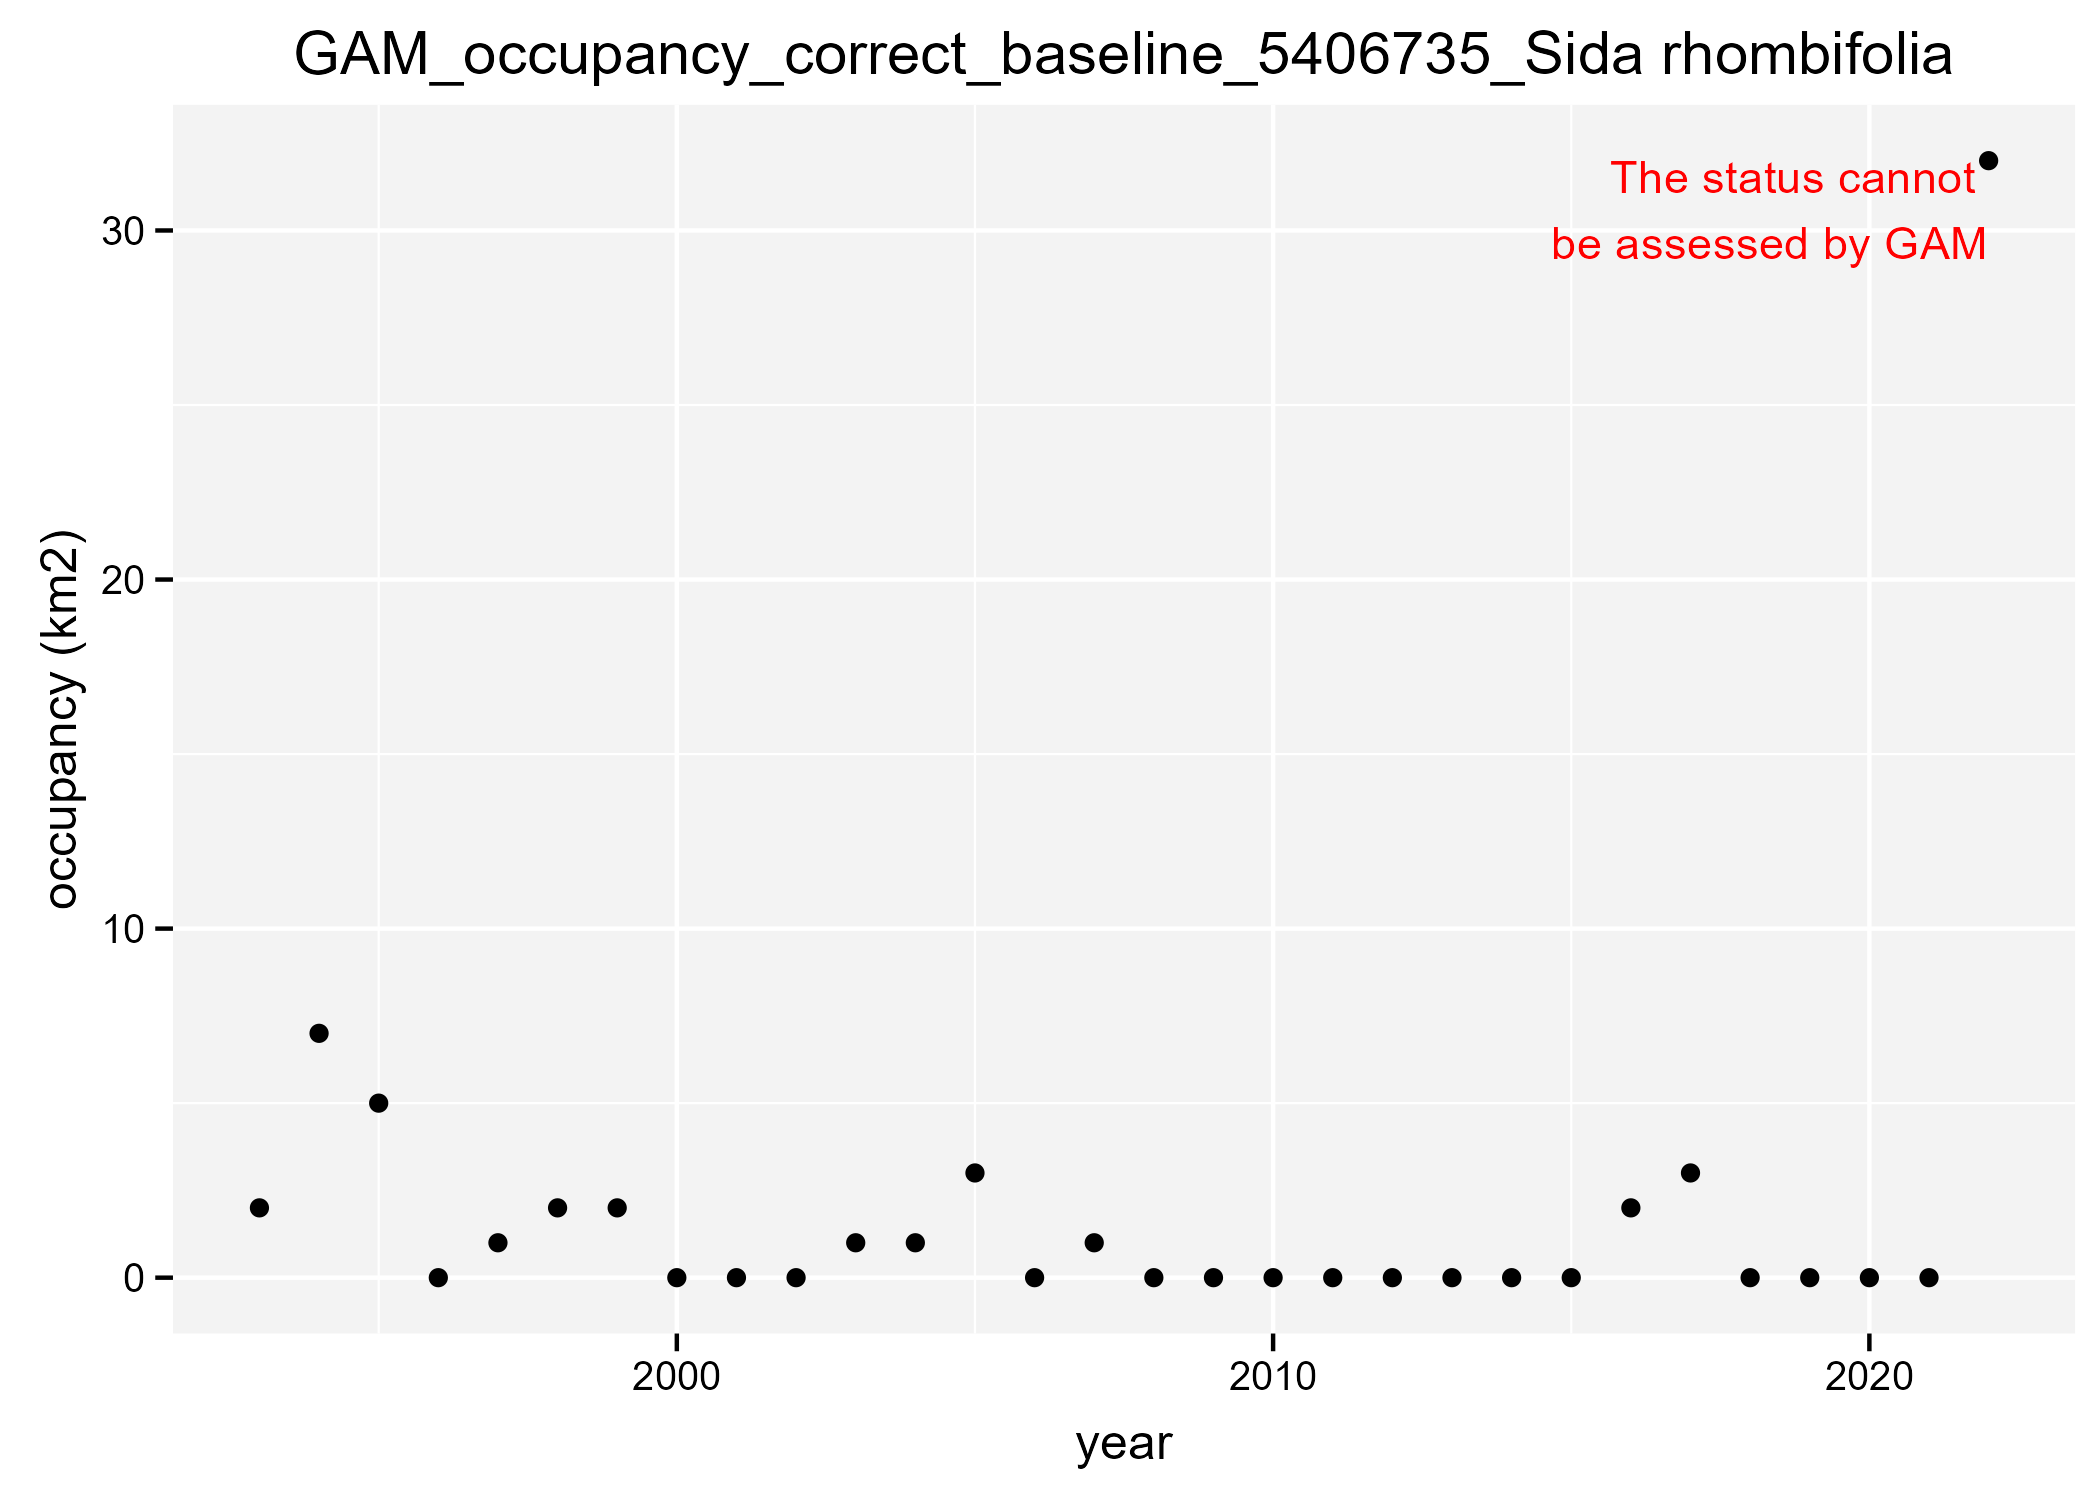 GAM_occupancy_correct_baseline_5406735_Sida rhombifolia
The status cannot
be assessed by GAM
30
20
10
0
occupancy (km2)
2000
2010
2020
year